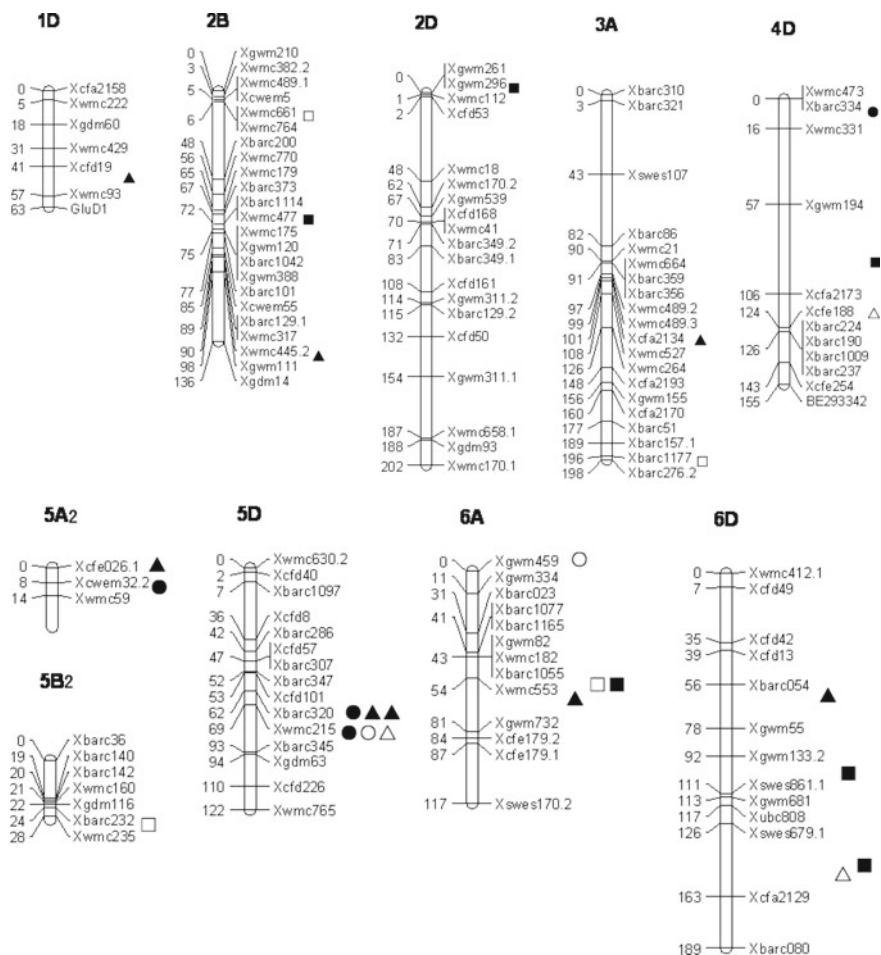 1D
0 Xcfa2158
5 Xwmc222
18 Xgdm60
31 Xwmc429
41 Xcfd19
57 Xwmc93
63 GluD1
2B
0 Xgwm210
3 Xwmc382.2
Xwmc489.1
5 Xcwem5
Xwmc661
6 Xwmc764
48 Xbarc200
56 Xwmc770
65 Xwmc179
67 Xbarc373
Xbarc1114
72 Xwmc477
Xwmc175
Xgwm120
75 Xbarc1042
Xgwm388
77 Xbarc101
85 Xcwem55
Xbarc129.1
89 Xwmc317
90 Xwmc445.2
98 Xgwm111
136 Xgdm14
2D
Xgwm261
0 Xgwm296
1 Xwmc112
2 Xcfd53
48 Xwmc18
62 Xwmc170.2
67 Xgwm539
Xcfd168
70 Xwmc41
71 Xbarc349.2
83 Xbarc349.1
108 Xcfd161
114 Xgwm311.2
115 Xbarc129.2
132 Xcfd50
154 Xgwm311.1
187 Xwmc658.1
188 Xgdm93
202 Xwmc170.1
3A
0 Xbarc310
3 Xbarc321
43 Xswes107
82 Xbarc86
90 Xwmc21
Xwmc664
91 Xbarc359
Xbarc356
97 Xwmc489.2
99 Xwmc489.3
101 Xcfa2134
108 Xwmc527
126 Xwmc264
148 Xcfa2193
156 Xgwm155
160 Xcfa2170
177 Xbarc51
189 Xbarc157.1
196 Xbarc1177
198 Xbarc276.2
4D
Xwmc473
0 Xbarc334
16 Xwmc331
57 Xgwm194
106 Xcfa2173
124 Xcfe188
Xbarc224
126 Xbarc190
Xbarc1009
Xbarc237
143 Xcfe254
155 BE293342
5A2
0 Xcfe026.1
8 Xcwem32.2
14 Xwmc59
5B2
0 Xbarc36
19 Xbarc140
20 Xbarc142
21 Xwmc160
22 Xgdm116
24 Xbarc232
28 Xwmc235
5D
0 Xwmc630.2
2 Xcfd40
7 Xbarc1097
36 Xcfd8
42 Xbarc286
Xcfd57
47 Xbarc307
52 Xbarc347
53 Xcfd101
62 Xbarc320
69 Xwmc215
93 Xbarc345
94 Xgdm63
110 Xcfd226
122 Xwmc765
6A
0 Xgwm459
11 Xgwm334
31 Xbarc023
Xbarc1077
41 Xbarc1165
Xgwm82
43 Xwmc182
Xbarc1055
54 Xwmc553
81 Xgwm732
84 Xcfe179.2
87 Xcfe179.1
117 Xswes170.2
6D
0 Xwmc412.1
7 Xcfd49
35 Xcfd42
39 Xcfd13
56 Xbarc054
78 Xgwm55
92 Xgwm133.2
111 Xswes861.1
113 Xgwm681
117 Xubc808
126 Xswes679.1
163 Xcfa2129
189 Xbarc080